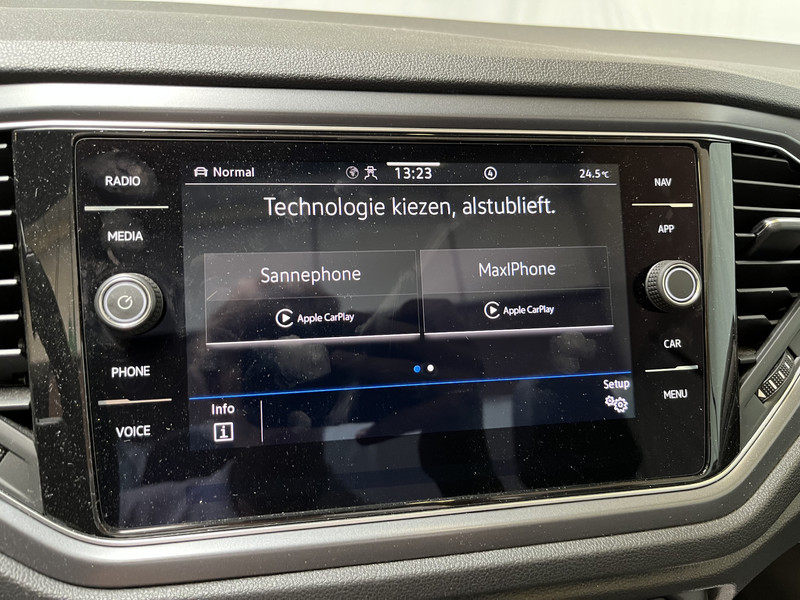 RADIO
MEDIA
PHONE
VOICE
Normal
13:23
4
24.5°C
Technologie kiezen, alstublieft.
Sannephone
Apple CarPlay
MaxIPhone
Apple CarPlay
Info
i
Setup
NAV
APP
CAR
MENU